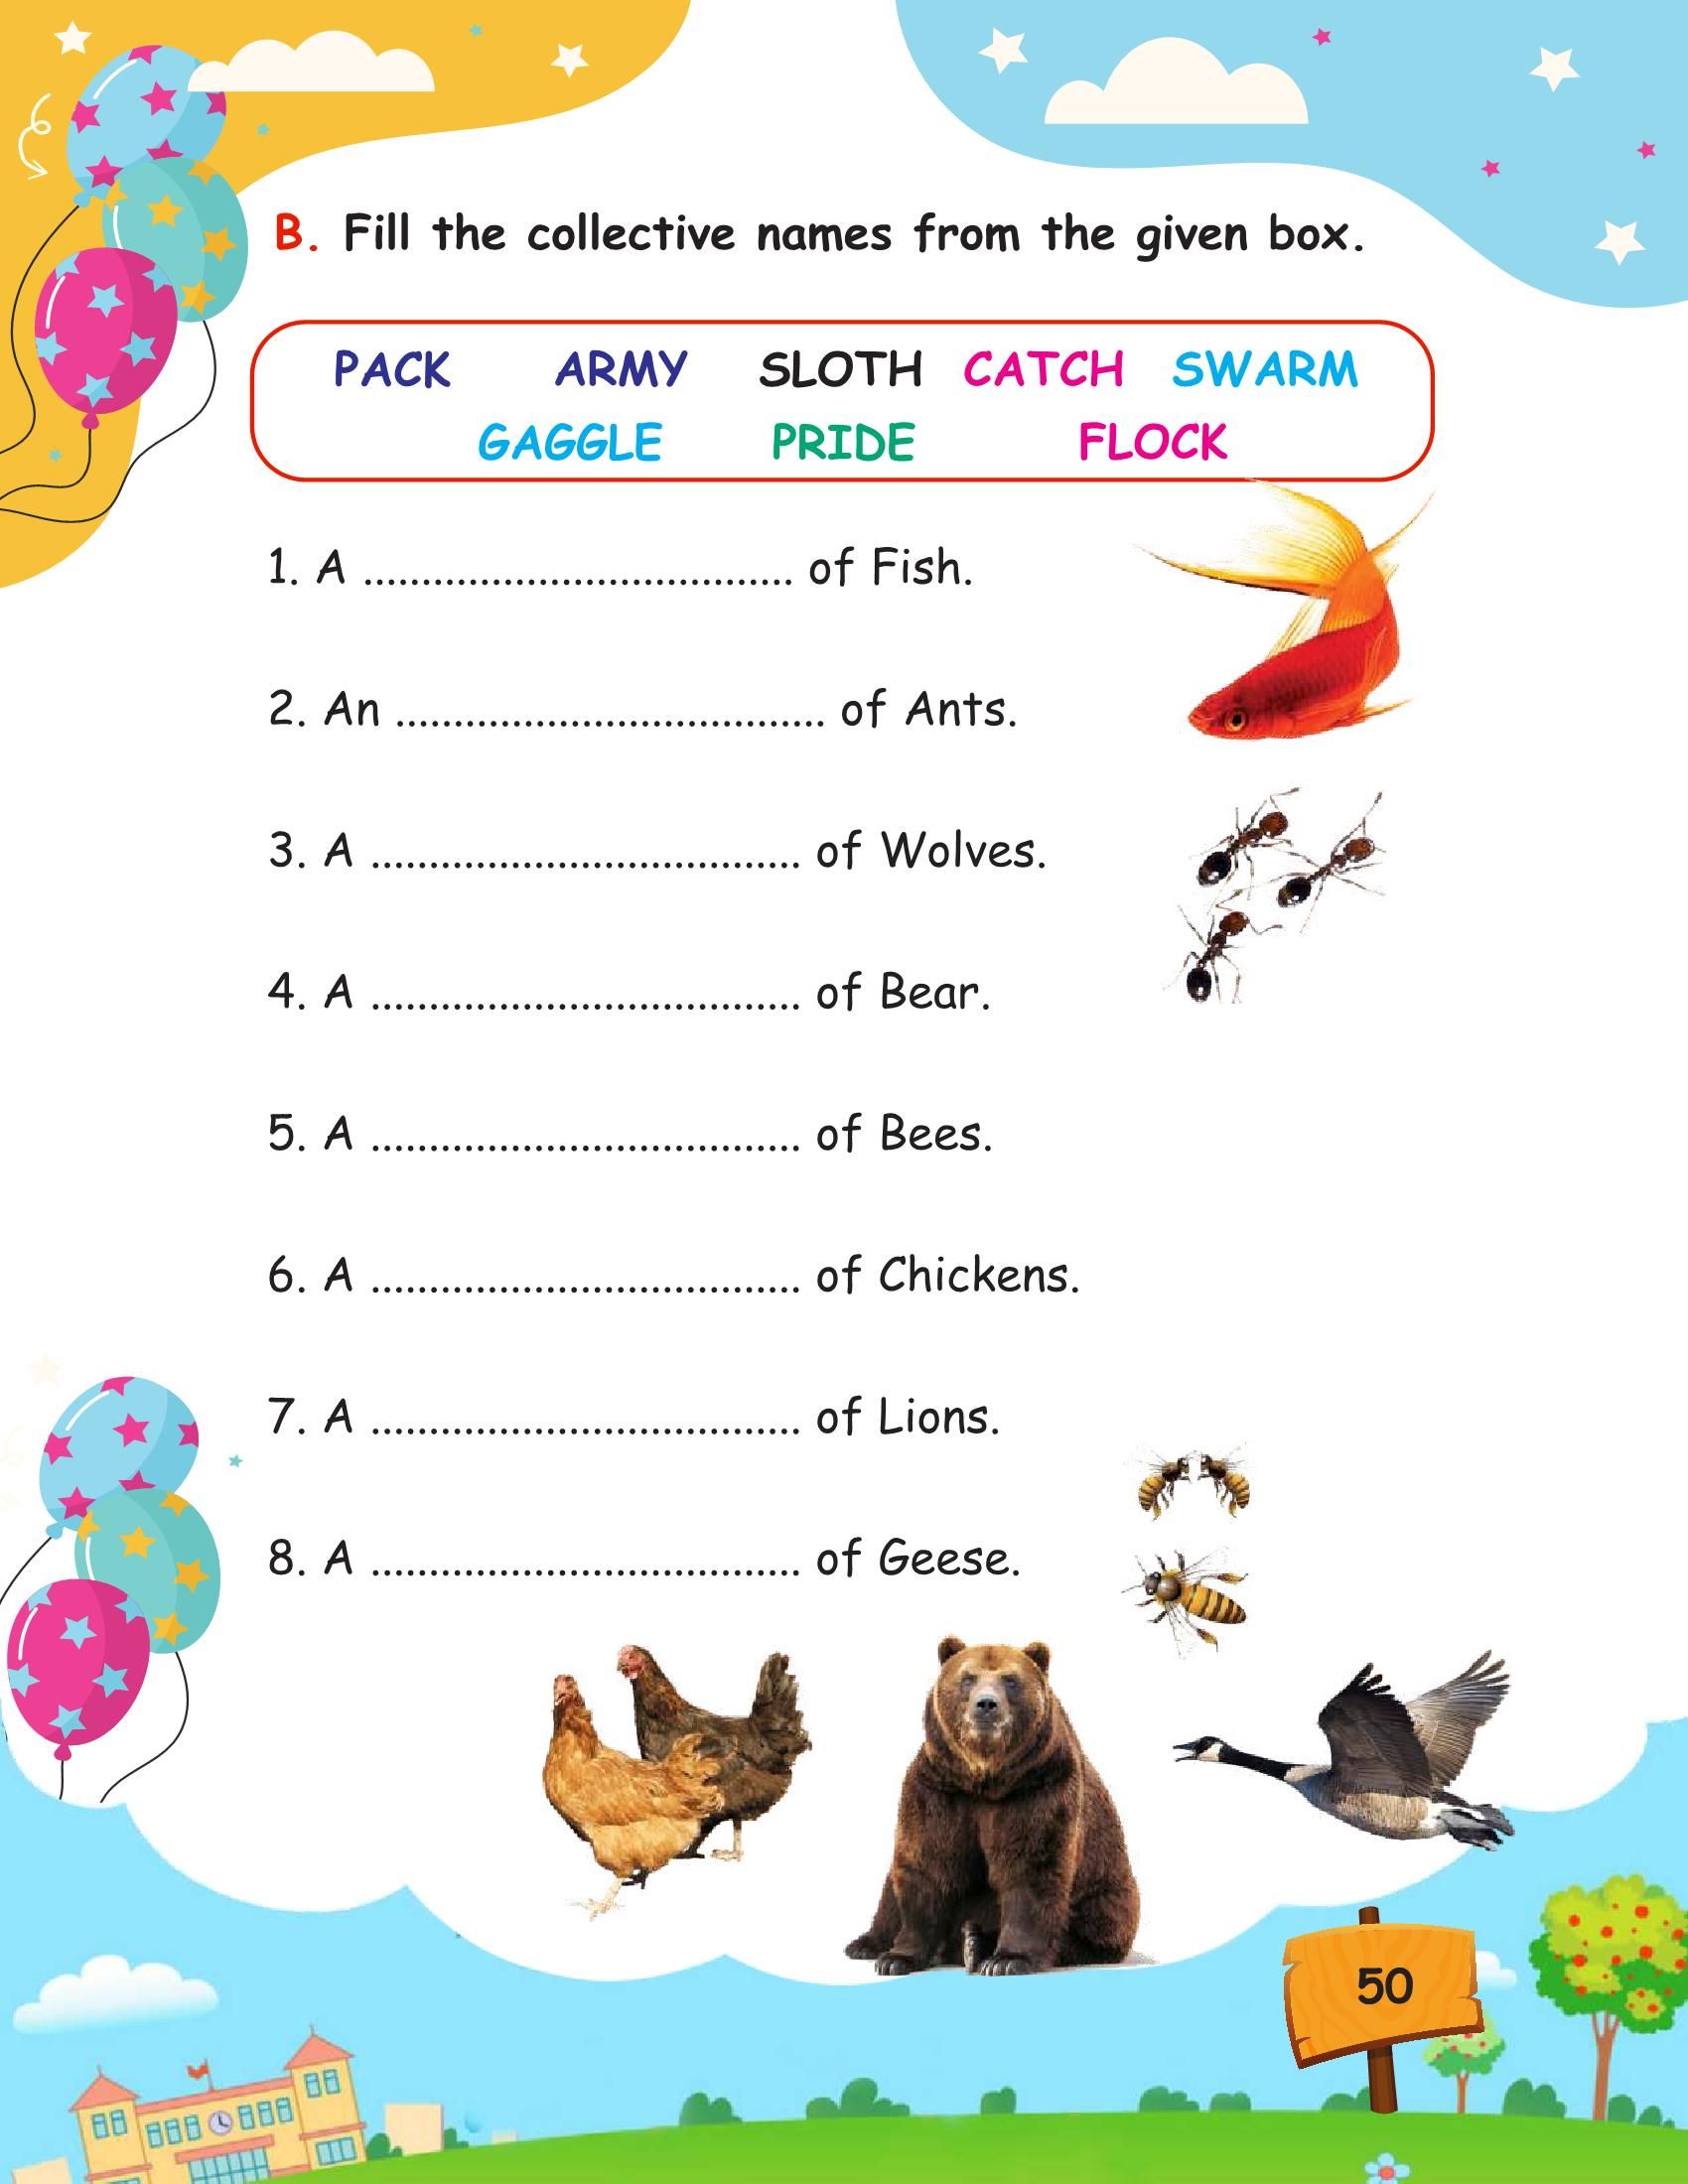 B. Fill the collective names from the given box.
PACK ARMY SLOTH CATCH SWARM
GAGGLE PRIDE FLOCK
1. A ..................................... of Fish.
2. An ..................................... of Ants.
3. A ..................................... of Wolves.
4. A ..................................... of Bear.
5. A ..................................... of Bees.
6. A ..................................... of Chickens.
7. A ..................................... of Lions.
8. A ..................................... of Geese.
50